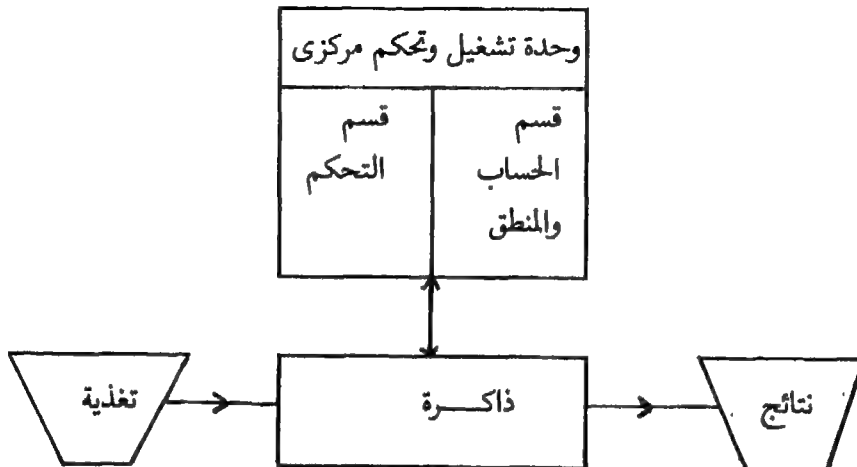 وحدة تشغيل وتحكم مركزى
قسم
الحساب
والمنطق
قسم
التحكم
تغذية
ذاكـــرة
نتائج